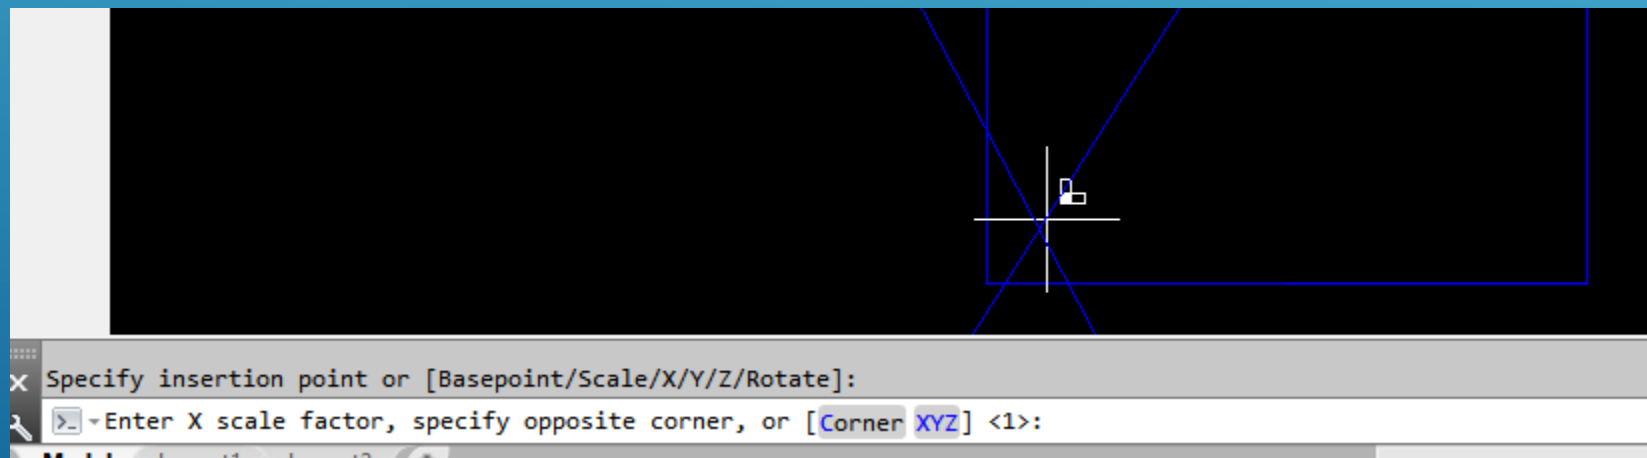 Specify insertion point or [Basepoint/Scale/X/Y/Z/Rotate]:
Enter X scale factor, specify opposite corner, or [Corner XYZ] <1>: